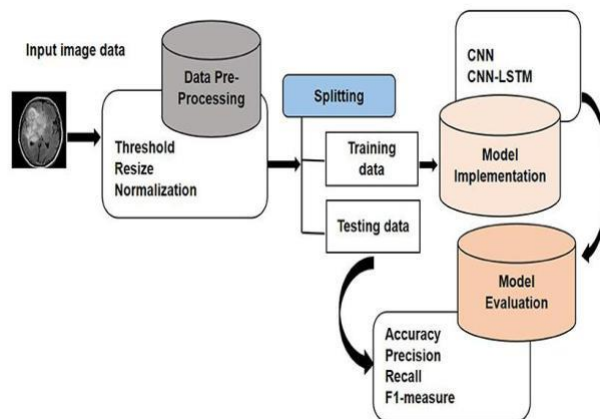 Input image data
Data Pre-
Processing
Threshold
Resize
Normalization
Splitting
Training
data
Testing data
CNN
CNN-LSTM
Model
Implementation
Model
Evaluation
Accuracy
Precision
Recall
F1-measure